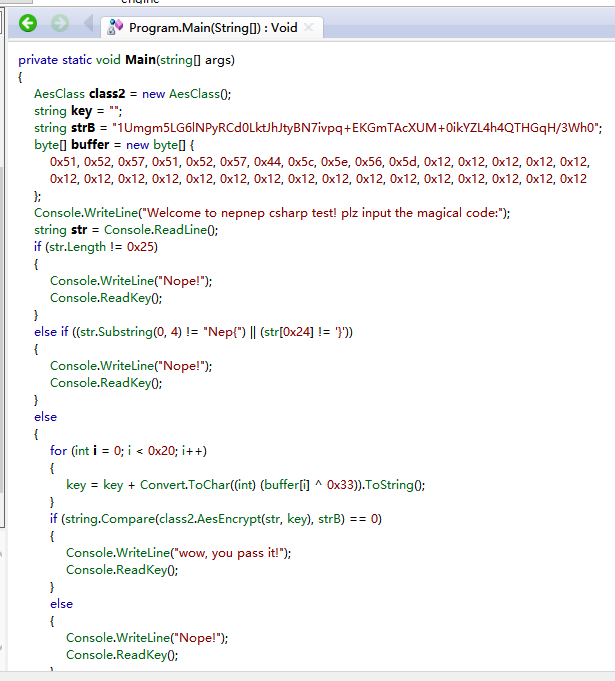 engine
Program.Main(String[]) : Void
private static void Main(string[] args)
{
AesClass class2 = new AesClass();
string key = "";
string strB = "1Umgm5LG6lNPyRCd0LktJhJtyBN7ivpq+EKGmTAcXUM+0ikYZL4h4QTHGqH/3Wh0";
byte[] buffer = new byte[] {
0x51, 0x52, 0x57, 0x51, 0x52, 0x57, 0x44, 0x5c, 0x5e, 0x56, 0x5d, 0x12, 0x12, 0x12, 0x12, 0x12,
0x12, 0x12, 0x12, 0x12, 0x12, 0x12, 0x12, 0x12, 0x12, 0x12, 0x12, 0x12, 0x12, 0x12, 0x12, 0x12
};
Console.WriteLine("Welcome to nepnep csharp test! plz input the magical code:");
string str = Console.ReadLine();
if (str.Length != 0x25)
{
Console.WriteLine("Nope!");
Console.ReadKey();
}
else if ((str.Substring(0, 4) != "Nep{") || (str[0x24] != '}'))
{
Console.WriteLine("Nope!");
Console.ReadKey();
}
else
{
for (int i = 0; i < 0x20; i++)
{
key = key + Convert.ToChar((int) (buffer[i] ^ 0x33)).ToString();
}
if (string.Compare(class2.AesEncrypt(str, key), strB) == 0)
{
Console.WriteLine("wow, you pass it!");
Console.ReadKey();
}
else
{
Console.WriteLine("Nope!");
Console.ReadKey();